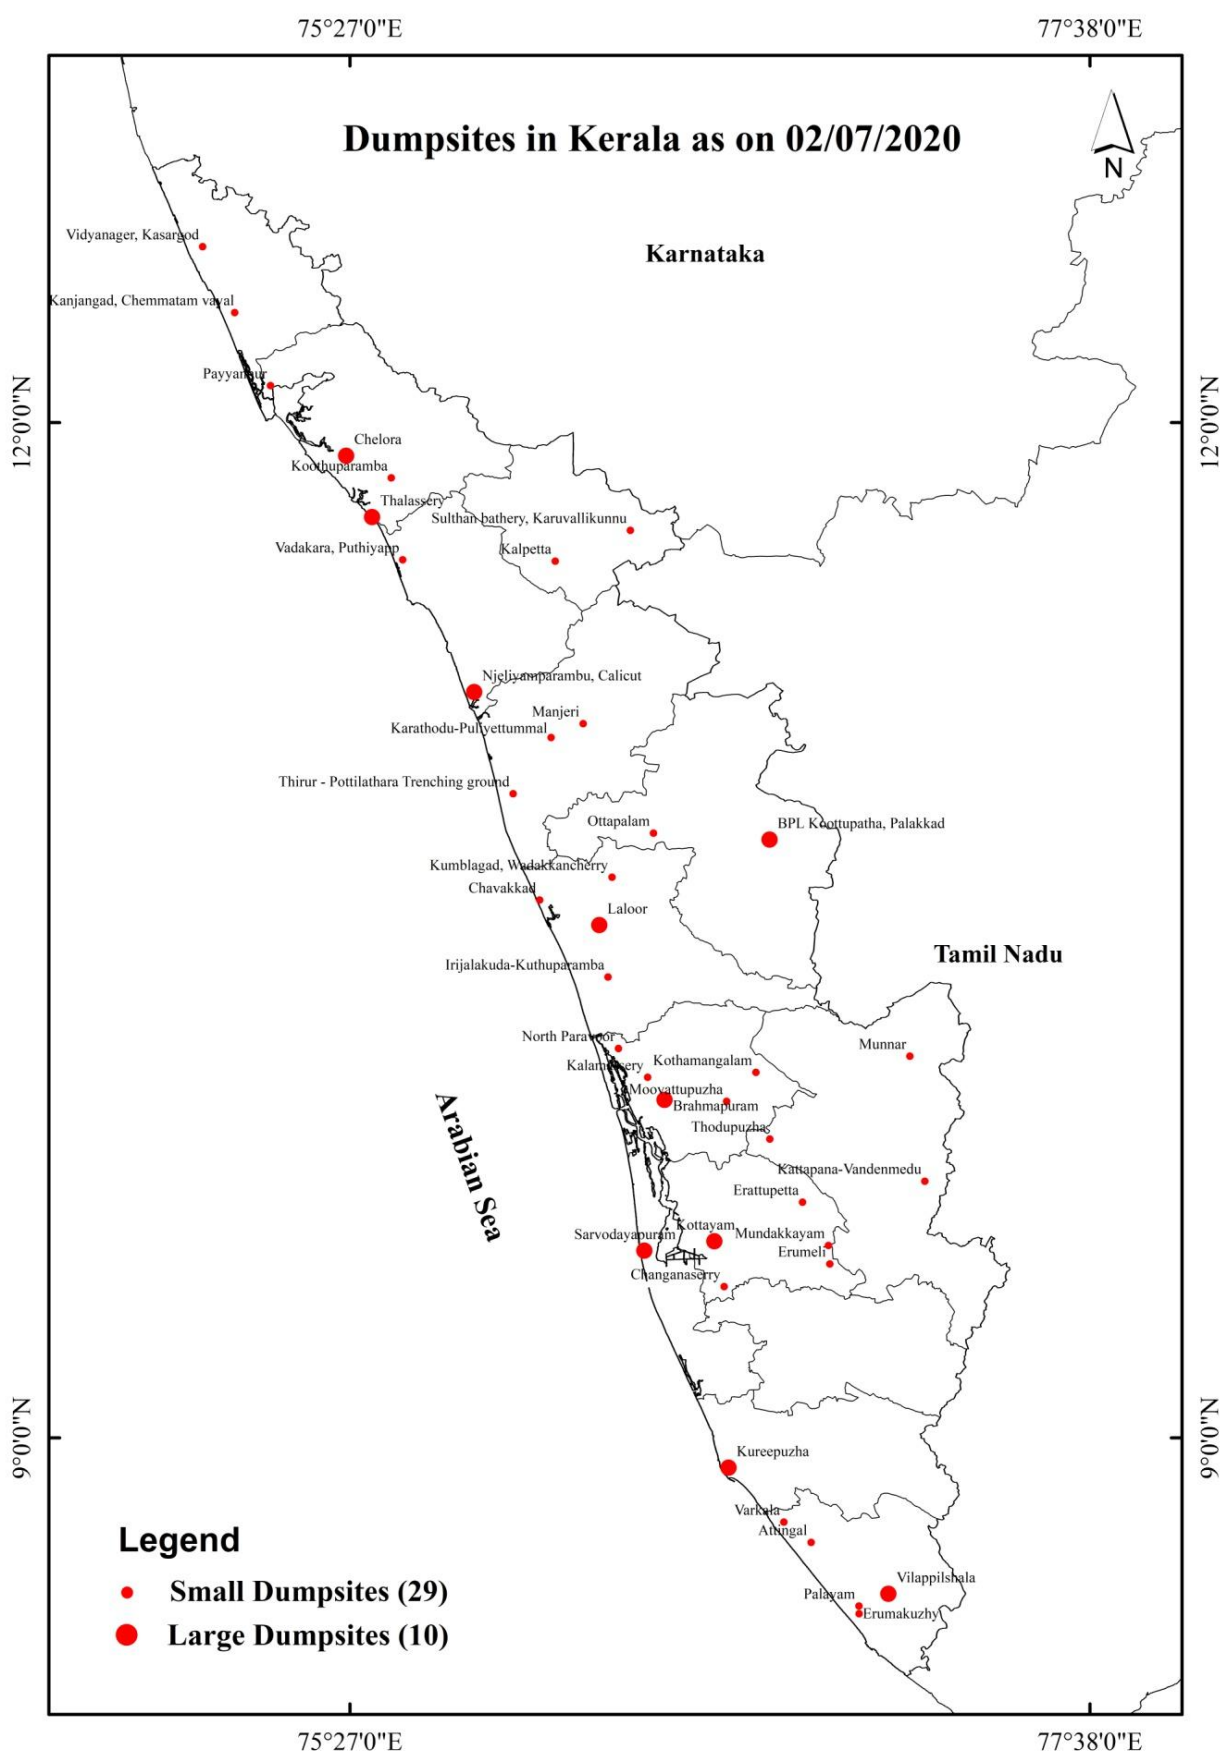 75°27'0"E
77°38'0"E
Dumpsites in Kerala as on 02/07/2020
N
Karnataka
Vidyanager, Kasargod
Kanjangad, Chemmatam vayal
Payyannur
12°0'0"N
12°0'0"N
Chelora
Koothuparamba
Thalassery
Sulthan bathery, Karuvallikunnu
Vadakara, Puthiyapp
Kalpetta
Njeliyamparambu, Calicut
Manjeri
Karathodu-Puliyettummal
Thirur - Pottilathara Trenching ground
Ottapalam
BPL Koottupatha, Palakkad
Kumblagad, Wadakkancherry
Chavakkad
Laloor
Tamil Nadu
Irijalakuda-Kuthuparamba
North Paravoor
Munnar
Kalamassery
Kothamangalam
Moovattupuzha
Brahmapuram
Thodupuzha
Arabian Sea
Kattapana-Vandenmedu
Erattupetta
Kottayam
Sarvodayapuram
Mundakkayam
Erumeli
Changanaserry
9°0'0"N
9°0'0"N
Kureepuzha
Varkala
Attingal
Vilappilshala
Palayam
Erumakuzhy
Legend
Small Dumpsites (29)
Large Dumpsites (10)
75°27'0"E
77°38'0"E